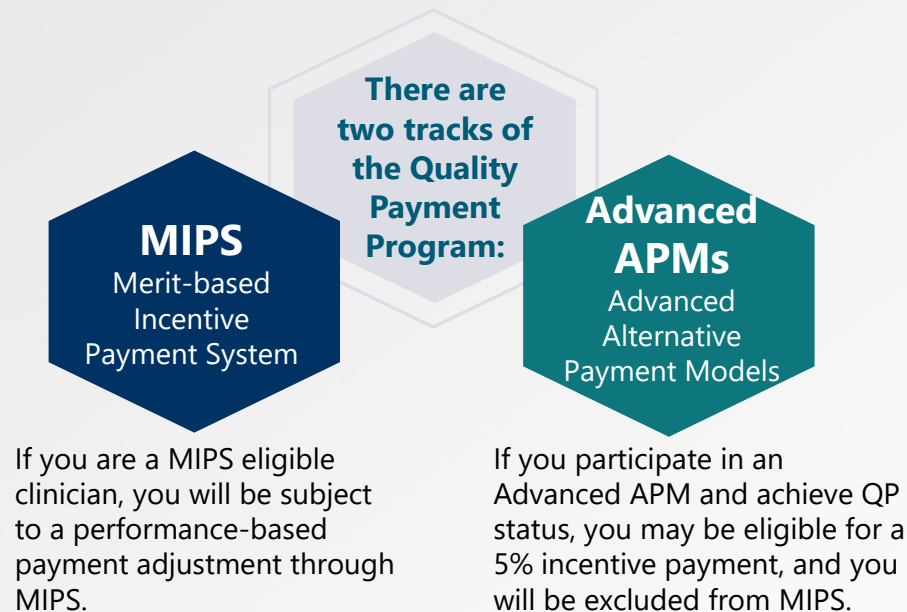 There are
two tracks of
the Quality
Payment
Program:
MIPS
Merit-based
Incentive
Payment System
If you are a MIPS eligible
clinician, you will be subject
to a performance-based
payment adjustment through
MIPS.
Advanced
APMs
Advanced
Alternative
Payment Models
If you participate in an
Advanced APM and achieve QP
status, you may be eligible for a
5% incentive payment, and you
will be excluded from MIPS.